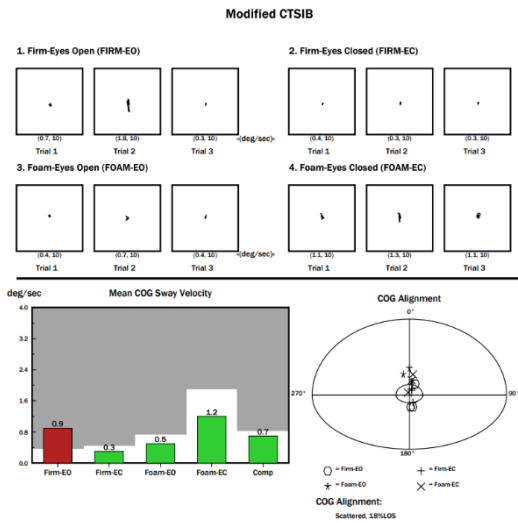 Modified CTSIB
1. Firm-Eyes Open (FIRM-EO)
2. Firm-Eyes Closed (FIRM-EC)
(0.7, 10) (1.8, 10) (0.3, 10) <(deg/sec)> (0.4, 10) (0.3, 10) (0.3, 10)
Trial 1 Trial 2 Trial 3 Trial 1 Trial 2 Trial 3
3. Foam-Eyes Open (FOAM-EO)
4. Foam-Eyes Closed (FOAM-EC)
(0.4, 10) (0.7, 10) (0.4, 10) <(deg/sec)> (1.1, 10) (1.3, 10) (1.1, 10)
Trial 1 Trial 2 Trial 3 Trial 1 Trial 2 Trial 3
deg/sec Mean COG Sway Velocity
4.0
3.2
2.4
1.6
0.8
0.0
0.9 0.3 0.5 1.2 0.7
Firm-EO Firm-EC Foam-EO Foam-EC Comp
COG Alignment
0°
270° 90°
180°
= Firm-EO = Firm-EC
= Foam-EO = Foam-EC
COG Alignment:
Scattered, 18%LOS